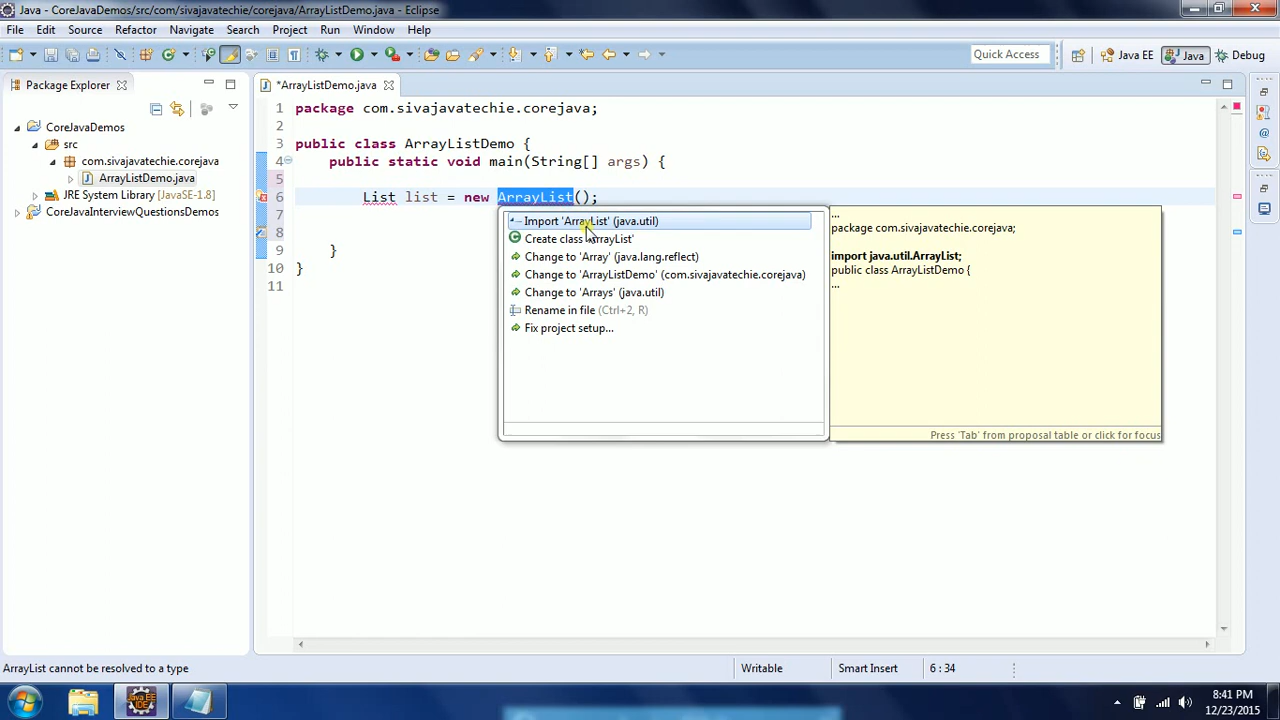 Java - CoreJavaDemos/src/com/sivajavatechie/corejava/ArrayListDemo.java - Eclipse
File Edit Source Refactor Navigate Search Project Run Window Help
Quick Access Java EE Java Debug
Package Explorer
*ArrayListDemo.java
CoreJavaDemos
src
com.sivajavatechie.corejava
ArrayListDemo.java
JRE System Library [JavaSE-1.8]
CoreJavaInterviewQuestionsDemos
1 package com.sivajavatechie.corejava;
2
3 public class ArrayListDemo {
4 public static void main(String[] args) {
5
6 List list = new ArrayList();
7
8
9 }
10 }
11
Import 'ArrayList' (java.util)
Create class 'ArrayList'
Change to 'Array' (java.lang.reflect)
Change to 'ArrayListDemo' (com.sivajavatechie.corejava)
Change to 'Arrays' (java.util)
Rename in file (Ctrl+2, R)
Fix project setup...
...
package com.sivajavatechie.corejava;
import java.util.ArrayList;
public class ArrayListDemo {
...
Press 'Tab' from proposal table or click for focus
ArrayList cannot be resolved to a type
Writable Smart Insert 6 : 34
Java EE IDE
8:41 PM
12/23/2015